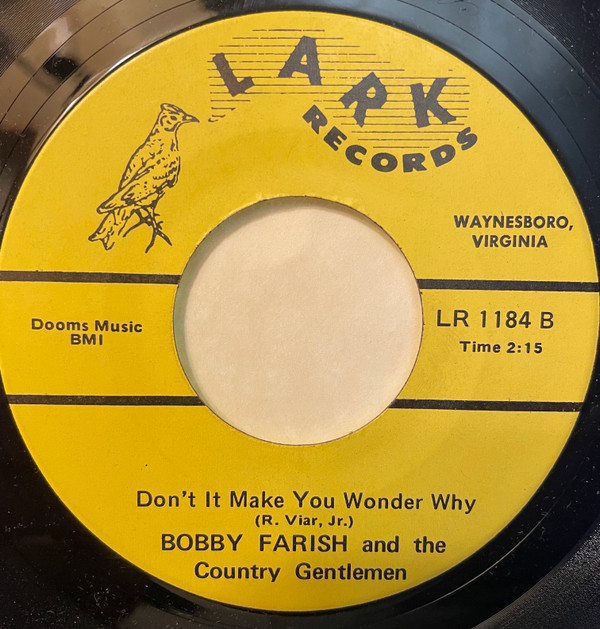 LARK
RECORDS
WAYNESBORO,
VIRGINIA
Dooms Music
BMI
LR 1184 B
Time 2:15
Don't It Make You Wonder Why
(R. Viar, Jr.)
BOBBY FARISH and the
Country Gentlemen